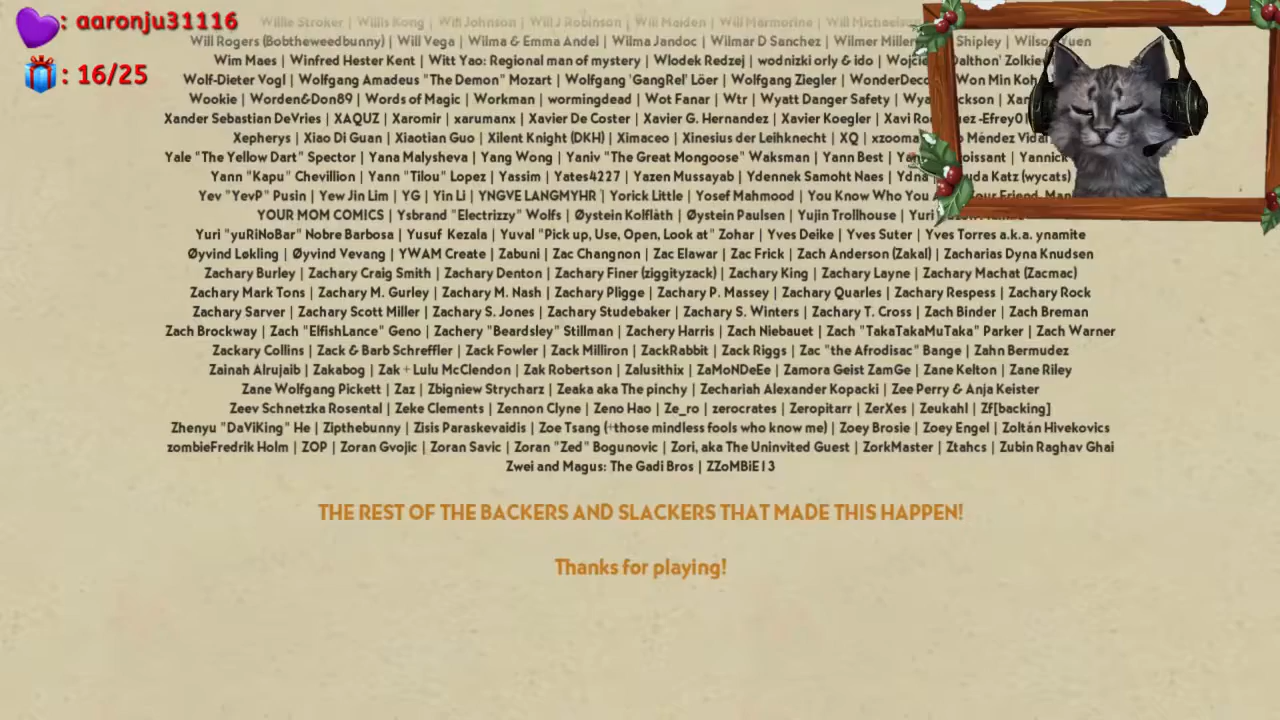 : aaronju31116
: 16/25
Willie Stroker | Willis Kong | Will Johnson | Will J Robinson | Will Maiden | Will Marmorine | Will Michaelson
Will Rogers (Bobtheweedbunny) | Will Vega | Wilma & Emma Andel | Wilma Jandoc | Wilmar D Sanchez | Wilmer Miller Shipley |
Wim Maes | Winfred Hester Kent | Witt Yao: Regional man of mystery | Wlodek Redzej | wodnizki orly & ido |
Wolf-Dieter Vogl | Wolfgang Amadeus "The Demon" Mozart | Wolfgang 'GangRel' Löer | Wolfgang Ziegler | Won Min Koh
Wookie | Worden&Don89 | Words of Magic | Workman | wormingdead | Wot Fanar | Wtr | Wyatt Danger Safety |
Xander Sebastian DeVries | XAQUZ | Xaromir | xarumanx | Xavier De Coster | Xavier G. Hernandez | Xavier Koegler | Xavi
Xepherys | Xiao Di Guan | Xiaotian Guo | Xilent Knight (DKH) | Ximaceo | Xinesius der Leihknecht | XQ | Méndez Vidal
Yale "The Yellow Dart" Spector | Yana Malysheva | Yang Wong | Yaniv "The Great Mongoose" Waksman | Yann Best | Yannick
Yann "Kapu" Chevillion | Yann "Tilou" Lopez | Yassim | Yates4227 | Yazen Mussayab | Ydennek Samoht Naes | Katz (wycats)
Yev "YevP" Pusin | Yew Jin Lim | YG | Yin Li | YNGVE LANGMYHR | Yorick Little | Yosef Mahmood | You Know Who You
YOUR MOM COMICS | Ysbrand "Electrizzy" Wolfs | Øystein Kolflåth | Øystein Paulsen | Yujin Trollhouse | Yuri
Yuri "yuRiNoBar" Nobre Barbosa | Yusuf Kezala | Yuval "Pick up, Use, Open, Look at" Zohar | Yves Deike | Yves Suter | Yves Torres a.k.a. ynamite
Øyvind Løkling | Øyvind Vevang | YWAM Create | Zabuni | Zac Changnon | Zac Elawar | Zac Frick | Zach Anderson (Zakal) | Zacharias Dyna Knudsen
Zachary Burley | Zachary Craig Smith | Zachary Denton | Zachary Finer (ziggityzack) | Zachary King | Zachary Layne | Zachary Machat (Zacmac)
Zachary Mark Tons | Zachary M. Gurley | Zachary M. Nash | Zachary Pligge | Zachary P. Massey | Zachary Quarles | Zachary Respess | Zachary Rock
Zachary Sarver | Zachary Scott Miller | Zachary S. Jones | Zachary Studebaker | Zachary S. Winters | Zachary T. Cross | Zach Binder | Zach Breman
Zach Brockway | Zach "ElfishLance" Geno | Zachery "Beardsley" Stillman | Zachery Harris | Zach Niebauet | Zach "TakaTakaMuTaka" Parker | Zach Warner
Zackary Collins | Zack & Barb Schreffler | Zack Fowler | Zack Milliron | ZackRabbit | Zack Riggs | Zac "the Afrodisac" Bange | Zahn Bermudez
Zainah Alrujaib | Zakabog | Zak + Lulu McClendon | Zak Robertson | Zalusithix | ZaMoNDeEe | Zamora Geist ZamGe | Zane Kelton | Zane Riley
Zane Wolfgang Pickett | Zaz | Zbigniew Strycharz | Zeaka aka The pinchy | Zechariah Alexander Kopacki | Zee Perry & Anja Keister
Zeev Schnetzka Rosental | Zeke Clements | Zennon Clyne | Zeno Hao | Ze_ro | zerocrates | Zeropitarr | ZerXes | Zeukahl | Zf[backing]
Zhenyu "DaViKing" He | Zipthebunny | Zisis Paraskevaidis | Zoe Tsang (+those mindless fools who know me) | Zoey Brosie | Zoey Engel | Zoltán Hivekovics
zombieFredrik Holm | ZOP | Zoran Gvojic | Zoran Savic | Zoran "Zed" Bogunovic | Zori, aka The Uninvited Guest | ZorkMaster | Ztahcs | Zubin Raghav Ghai
Zwei and Magus: The Gadi Bros | ZZoMBiE13
THE REST OF THE BACKERS AND SLACKERS THAT MADE THIS HAPPEN!
Thanks for playing!